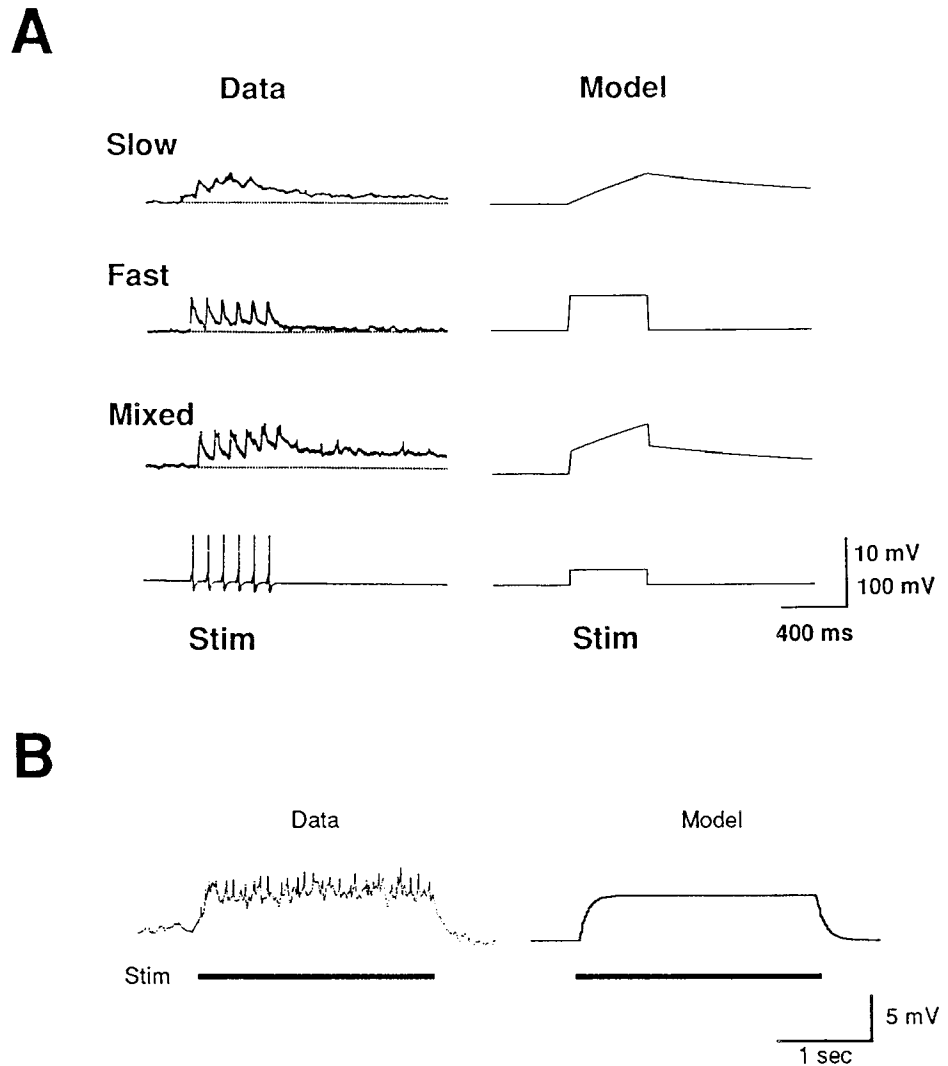 A
Data Model
Slow
Fast
Mixed
10 mV
100 mV
400 ms
Stim Stim
B
Data Model
Stim
5 mV
1 sec